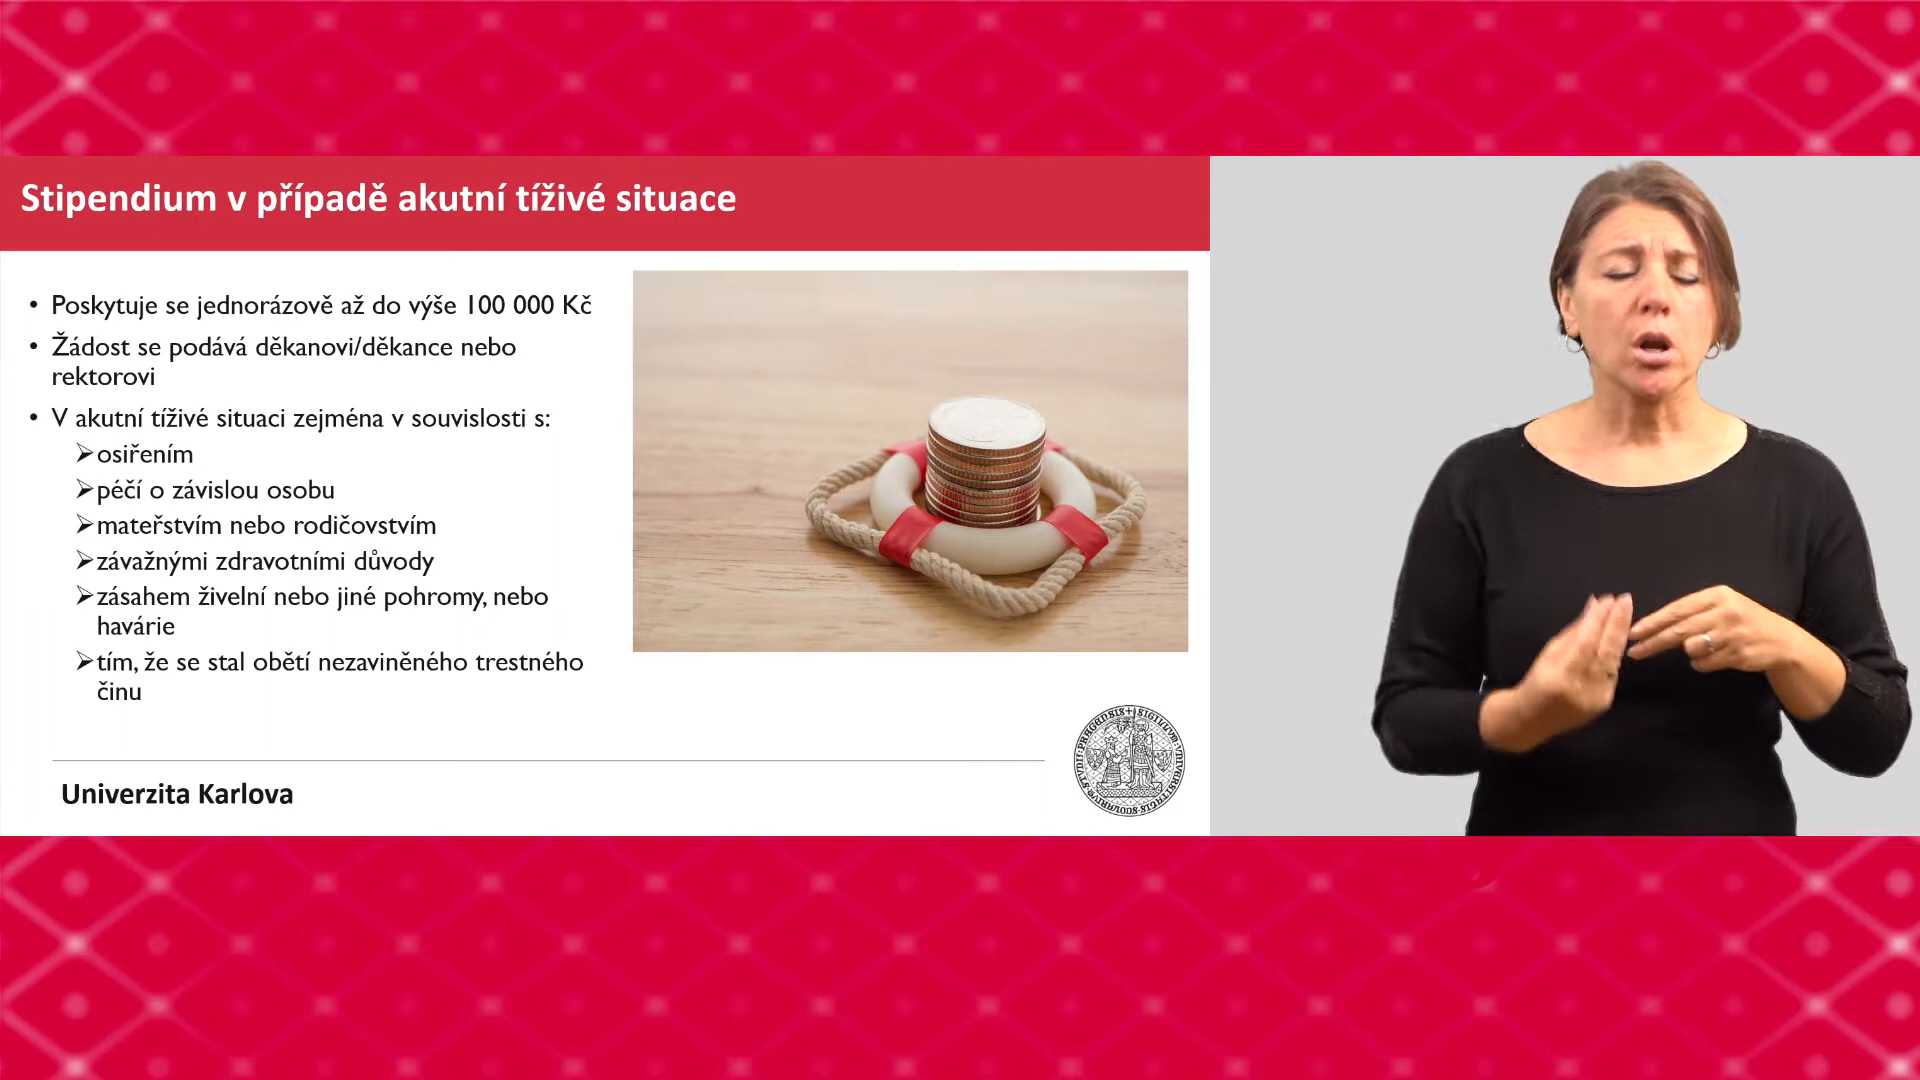 Stipendium v případě akutní tíživé situace
• Poskytuje se jednorázově až do výše 100 000 Kč
• Žádost se podává děkanovi/děkance nebo
rektorovi
• V akutní tíživé situaci zejména v souvislosti s:
➢osiřením
➢péčí o závislou osobu
➢mateřstvím nebo rodičovstvím
➢závažnými zdravotními důvody
➢zásahem živelní nebo jiné pohromy, nebo
havárie
➢tím, že se stal obětí nezaviněného trestného
činu
Univerzita Karlova